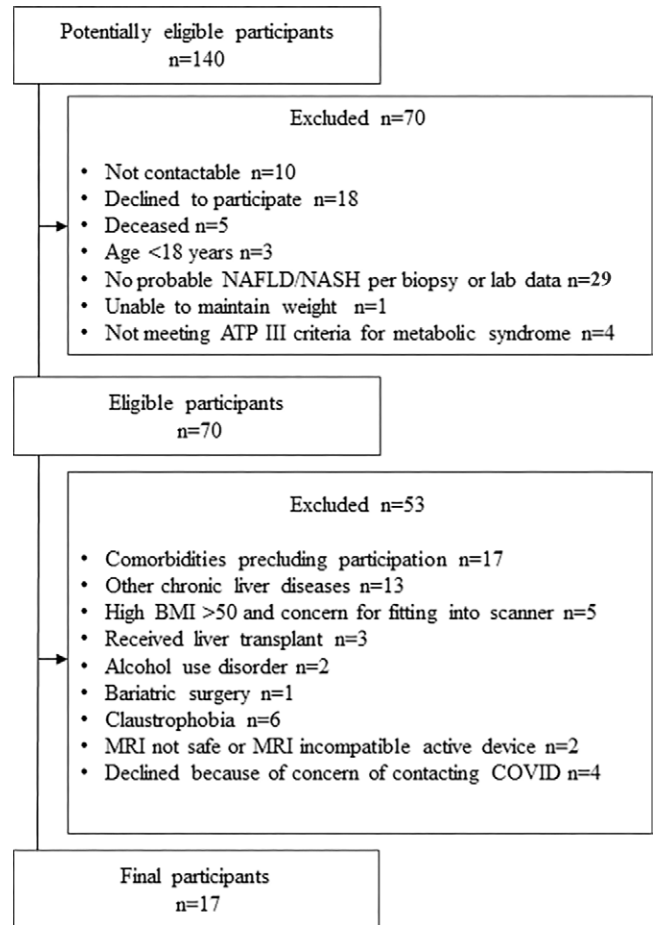 Potentially eligible participants
n=140
Excluded n=70
• Not contactable n=10
• Declined to participate n=18
• Deceased n=5
• Age <18 years n=3
• No probable NAFLD/NASH per biopsy or lab data n=29
• Unable to maintain weight n=1
• Not meeting ATP III criteria for metabolic syndrome n=4
Eligible participants
n=70
Excluded n=53
• Comorbidities precluding participation n=17
• Other chronic liver diseases n=13
• High BMI >50 and concern for fitting into scanner n=5
• Received liver transplant n=3
• Alcohol use disorder n=2
• Bariatric surgery n=1
• Claustrophobia n=6
• MRI not safe or MRI incompatible active device n=2
• Declined because of concern of contacting COVID n=4
Final participants
n=17